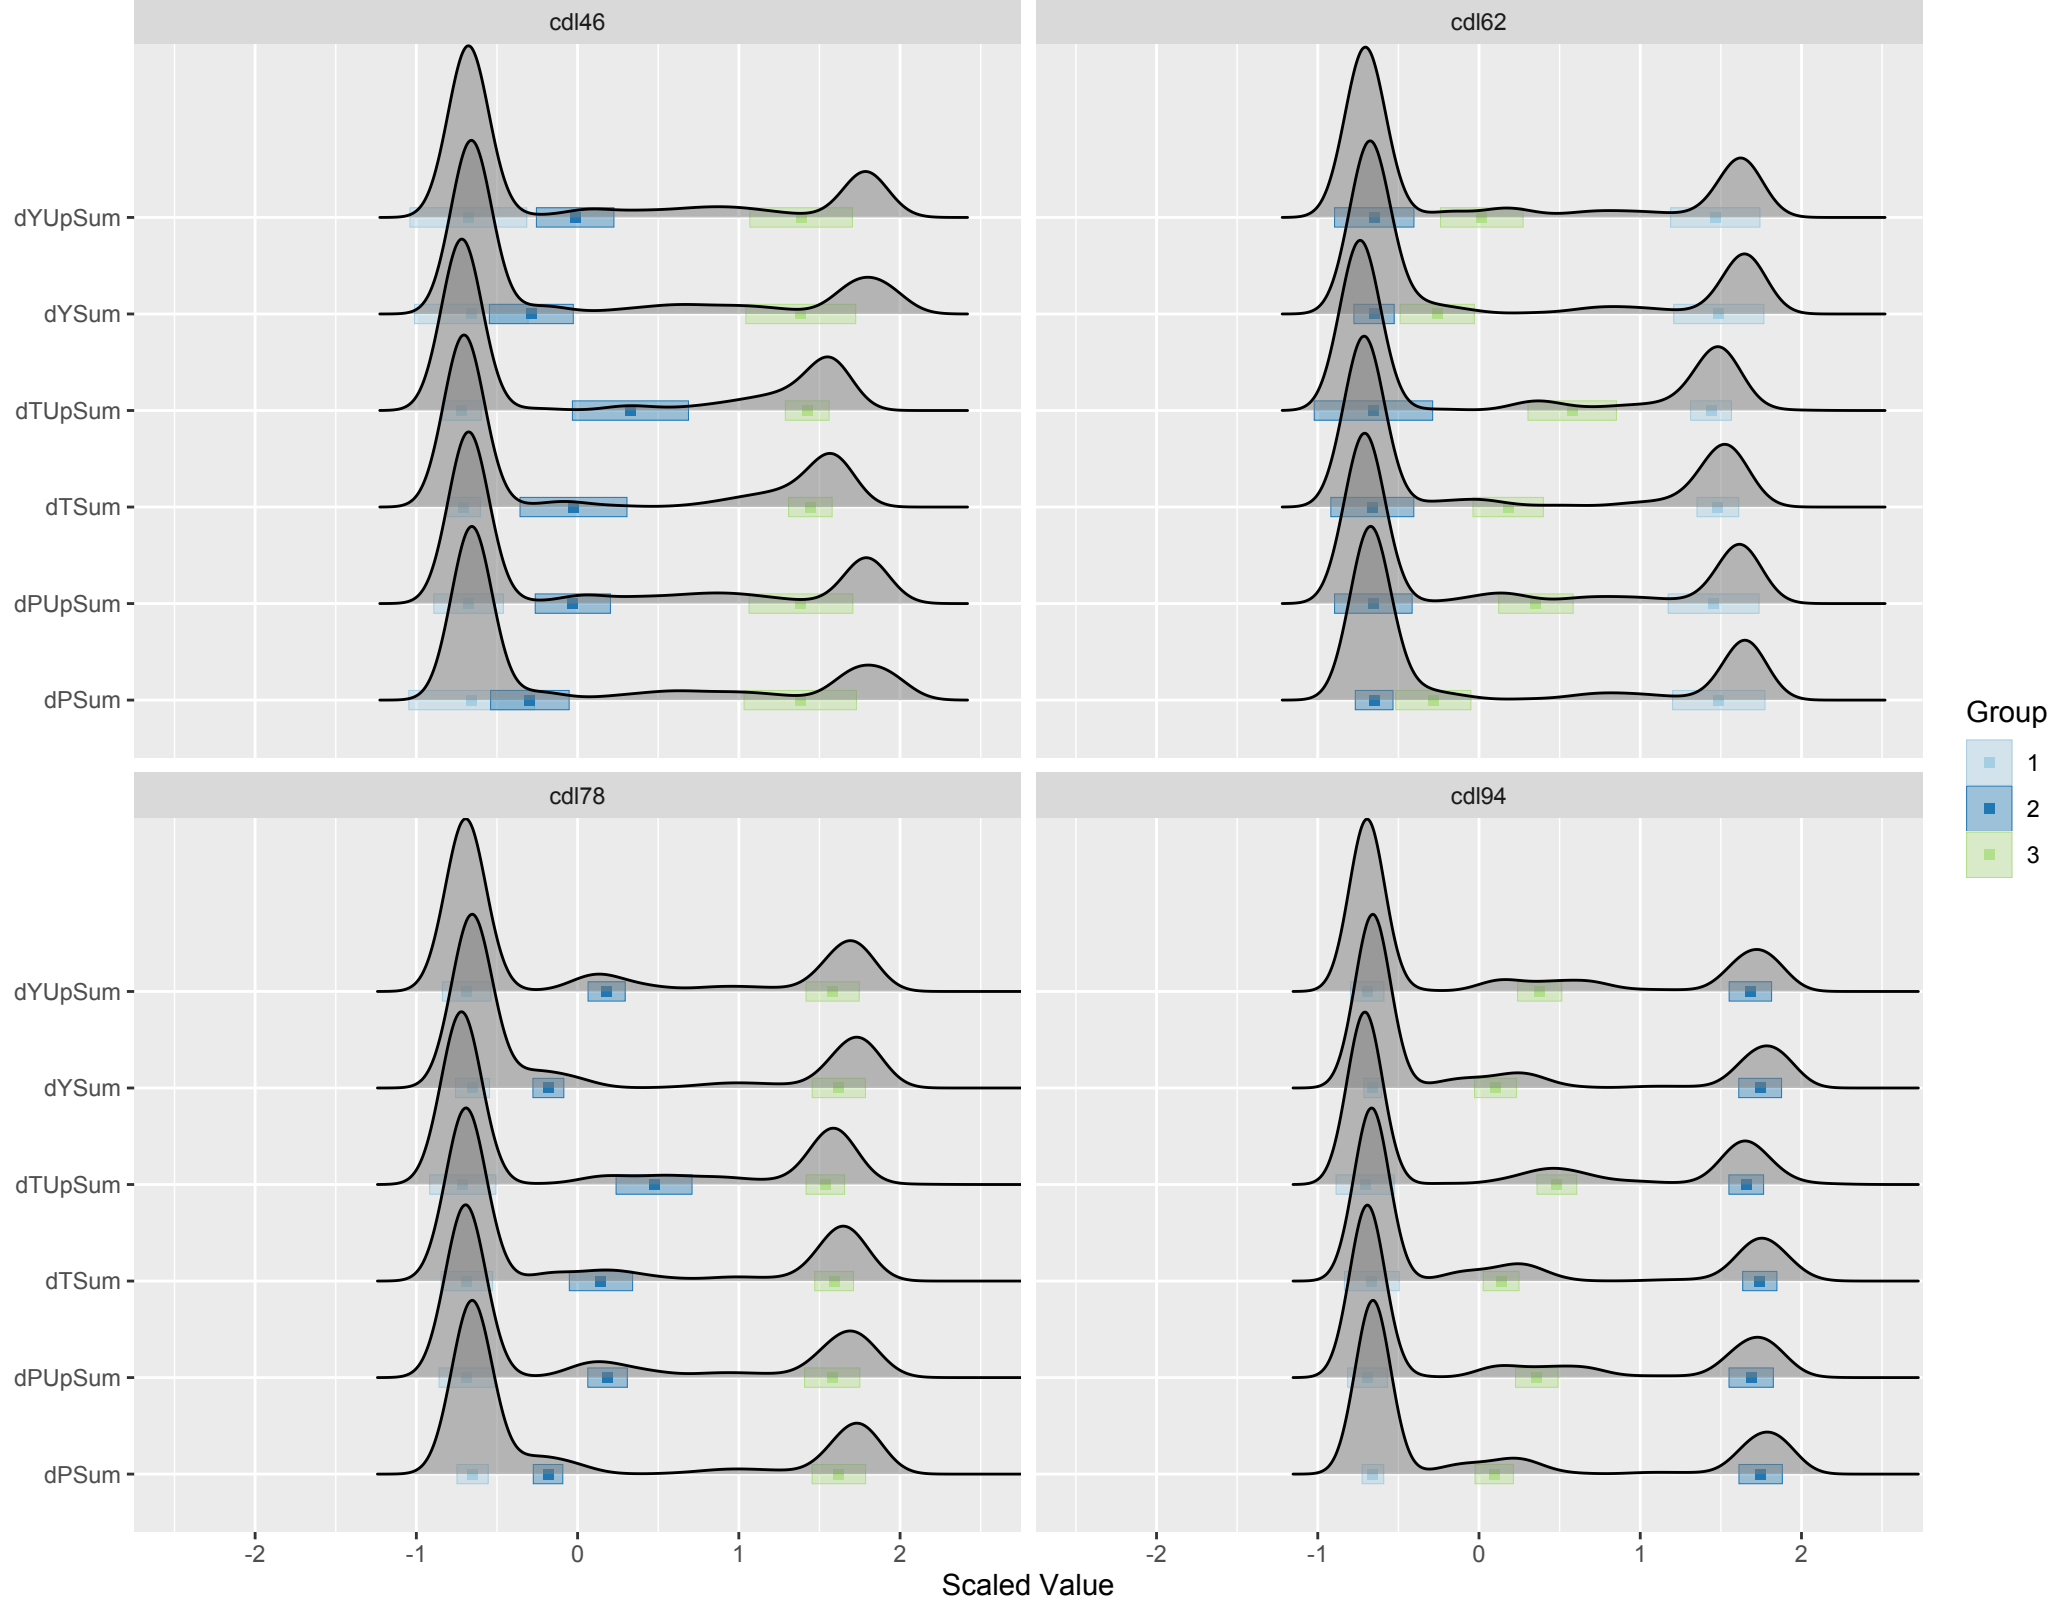 cdl46
cdl62
dYUpSum
dYSum
dTUpSum
dTSum
dPUpSum
dPSum
cdl78
cdl94
dYUpSum
dYSum
dTUpSum
dTSum
dPUpSum
dPSum
-2 -1 0 1 2
-2 -1 0 1 2
Scaled Value
Group
1
2
3